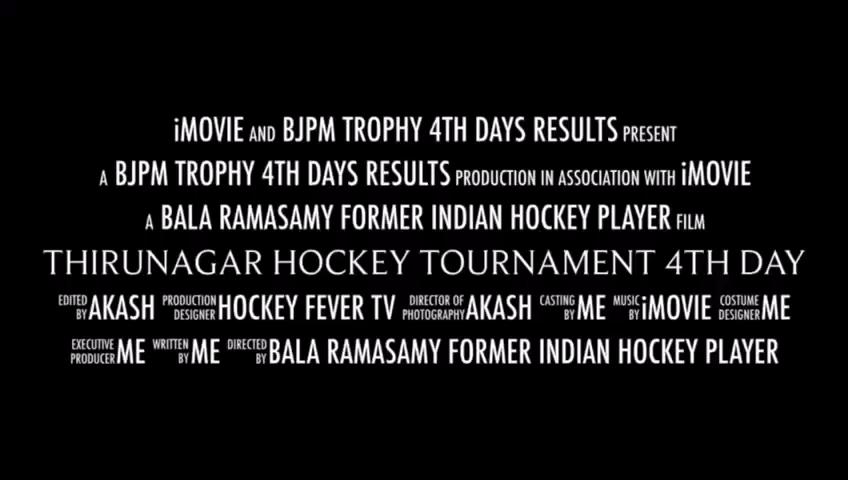 iMOVIE AND BJPM TROPHY 4TH DAYS RESULTS PRESENT
A BJPM TROPHY 4TH DAYS RESULTS PRODUCTION IN ASSOCIATION WITH iMOVIE
A BALA RAMASAMY FORMER INDIAN HOCKEY PLAYER FILM
THIRUNAGAR HOCKEY TOURNAMENT 4TH DAY
EDITED BY AKASH PRODUCTION DESIGNER HOCKEY FEVER TV DIRECTOR OF PHOTOGRAPHY AKASH CASTING BY ME MUSIC BY iMOVIE COSTUME DESIGNER ME
EXECUTIVE PRODUCER ME WRITTEN BY ME DIRECTED BY BALA RAMASAMY FORMER INDIAN HOCKEY PLAYER